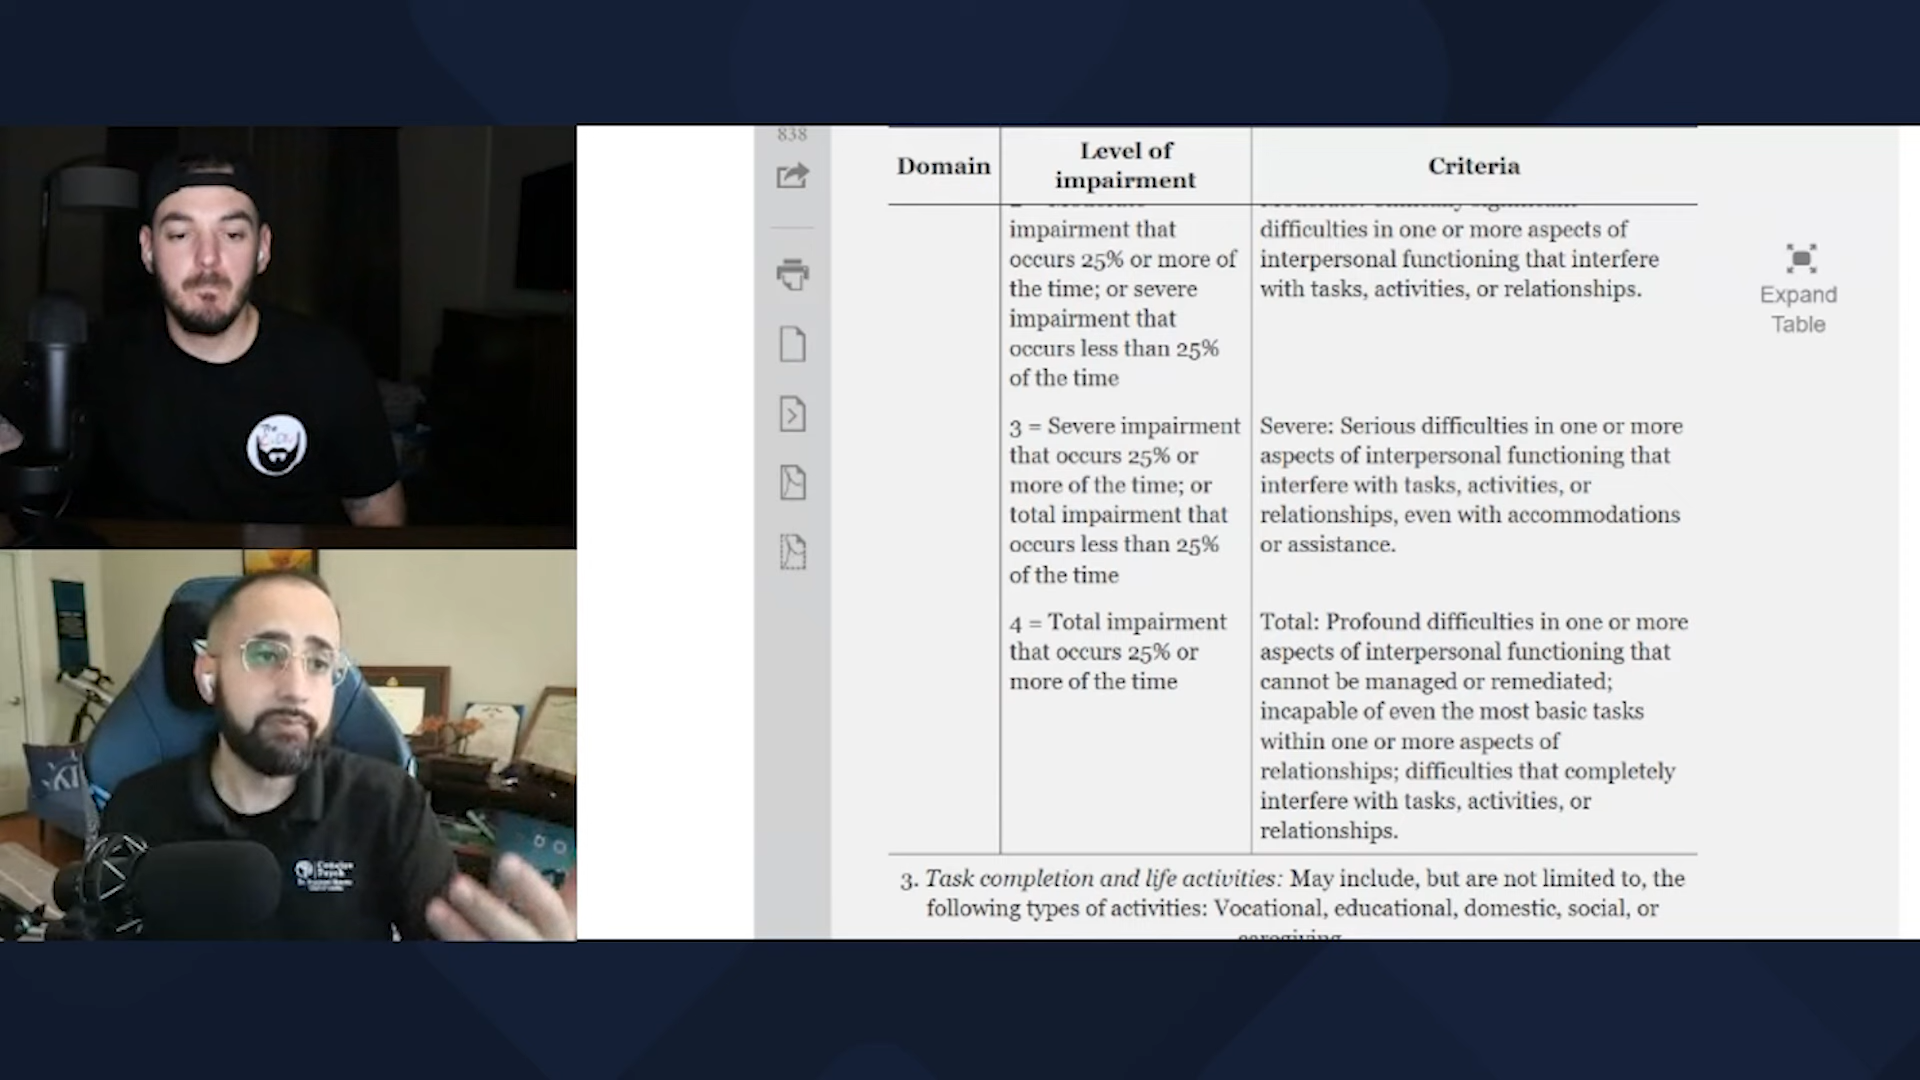 838
Domain
Level of
impairment
Criteria
impairment that
occurs 25% or more of
the time; or severe
impairment that
occurs less than 25%
of the time
difficulties in one or more aspects of
interpersonal functioning that interfere
with tasks, activities, or relationships.
3 = Severe impairment
that occurs 25% or
more of the time; or
total impairment that
occurs less than 25%
of the time
Severe: Serious difficulties in one or more
aspects of interpersonal functioning that
interfere with tasks, activities, or
relationships, even with accommodations
or assistance.
4 = Total impairment
that occurs 25% or
more of the time
Total: Profound difficulties in one or more
aspects of interpersonal functioning that
cannot be managed or remediated;
incapable of even the most basic tasks
within one or more aspects of
relationships; difficulties that completely
interfere with tasks, activities, or
relationships.
3. Task completion and life activities: May include, but are not limited to, the
following types of activities: Vocational, educational, domestic, social, or
Expand
Table
The